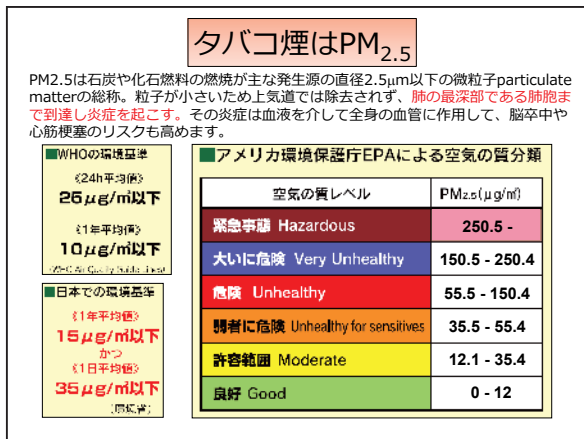 タバコ煙はPM2.5
PM2.5は石炭や化石燃料の燃焼が主な発生源の直径2.5μm以下の微粒子particulate
matterの総称。粒子が小さいため上気道では除去されず、肺の最深部である肺胞ま
で到達し炎症を起こす。その炎症は血液を介して全身の血管に作用して、脳卒中や
心筋梗塞のリスクも高めます。
■WHOの環境基準
《24h平均値》
25μg/㎥以下
《1年平均値》
10μg/㎥以下
(WHO Air Quality Guidelines)
■日本での環境基準
《1年平均値》
15μg/㎥以下
かつ
《1日平均値》
35μg/㎥以下
(環境省)
■アメリカ環境保護庁EPAによる空気の質分類
空気の質レベル PM2.5(μg/㎥)
緊急事態 Hazardous 250.5 -
大いに危険 Very Unhealthy 150.5 - 250.4
危険 Unhealthy 55.5 - 150.4
弱者に危険 Unhealthy for sensitives 35.5 - 55.4
許容範囲 Moderate 12.1 - 35.4
良好 Good 0 - 12